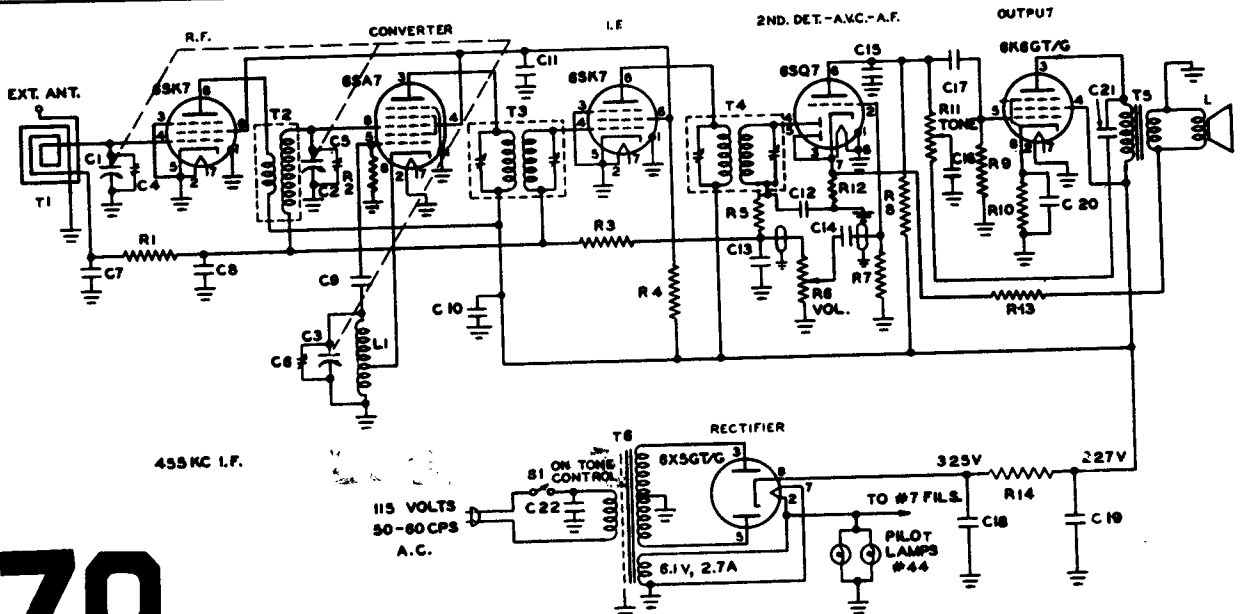 R.F.
CONVERTER
I.F.
2ND. DET.-A.V.C.-A.F.
OUTPUT
EXT. ANT.
6SK7
6SA7
6SK7
6SQ7
6K6GT/G
C11
C15
C17
C21
T5
L
T2
T3
T4
C5
C2
R2
C1
C4
T1
R11
TONE
C16
R9
R10
C20
R12
C12
R5
R8
R1
R3
C7
C8
C9
C10
R4
C13
C14
R6
VOL.
R7
R13
C3
C6
L1
455 KC I.F.
T6
RECTIFIER
6X5GT/G
S1
ON TONE
CONTROL
115 VOLTS
50-60 CPS
A.C.
C22
325V
227V
R14
TO #7 FILS.
C18
C19
PILOT
LAMPS
#44
6.1V, 2.7A
70